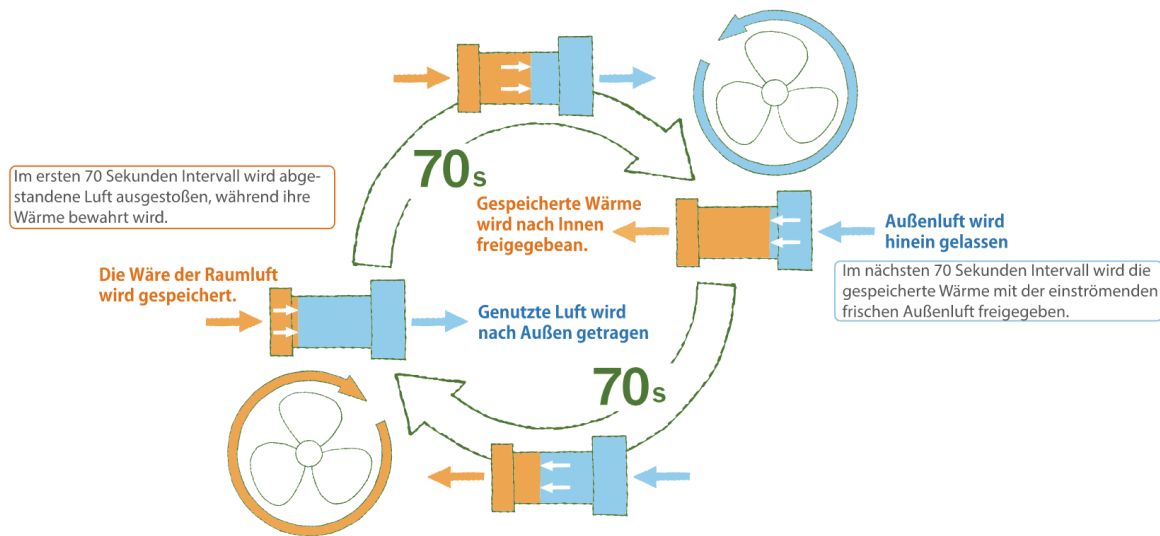 70s
Im ersten 70 Sekunden Intervall wird abge-
standene Luft ausgestoßen, während ihre
Wärme bewahrt wird.
Gespeicherte Wärme
wird nach Innen
freigegebean.
Außenluft wird
hinein gelassen
Im nächsten 70 Sekunden Intervall wird die
gespeicherte Wärme mit der einströmenden
frischen Außenluft freigegeben.
Die Wäre der Raumluft
wird gespeichert.
Genutzte Luft wird
nach Außen getragen
70s